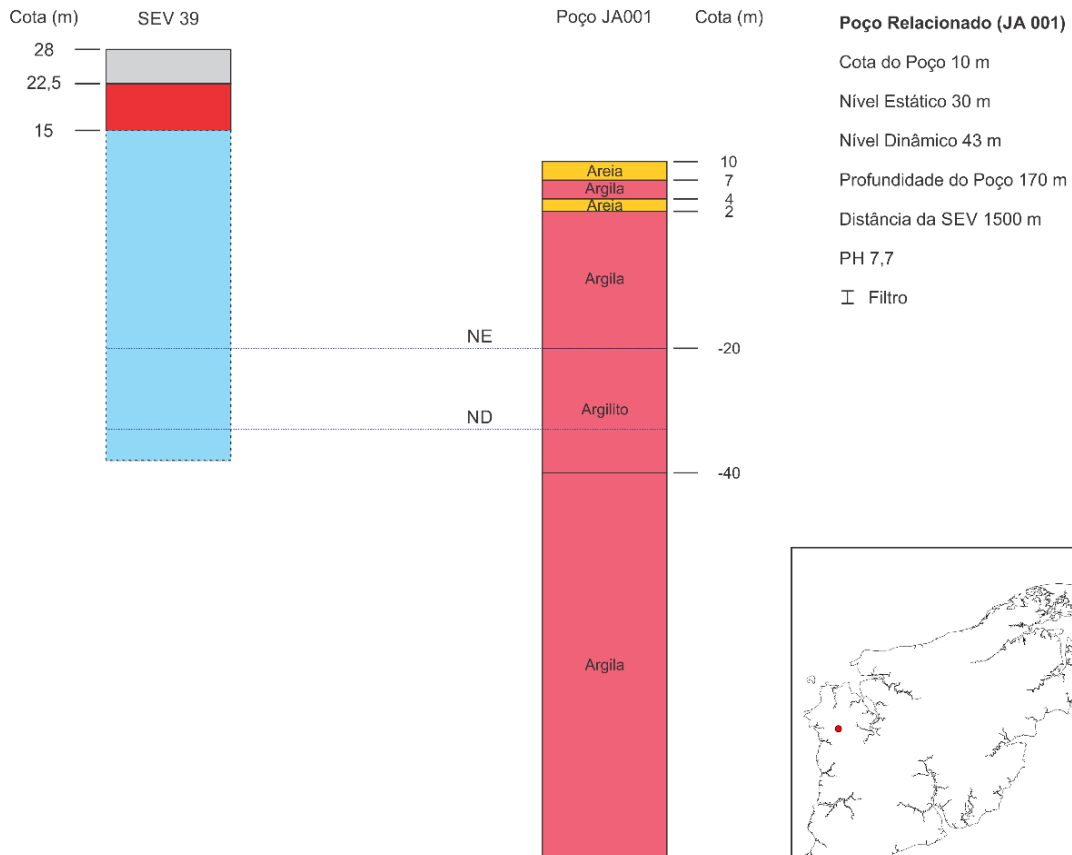 Cota (m) SEV 39 Poço JA001 Cota (m)
28
22,5
15
Areia
Argila
Areia
Argila
Argilito
Argila
NE
ND
10
7
4
2
-20
-40
Poço Relacionado (JA 001)
Cota do Poço 10 m
Nível Estático 30 m
Nível Dinâmico 43 m
Profundidade do Poço 170 m
Distância da SEV 1500 m
PH 7,7
Filtro